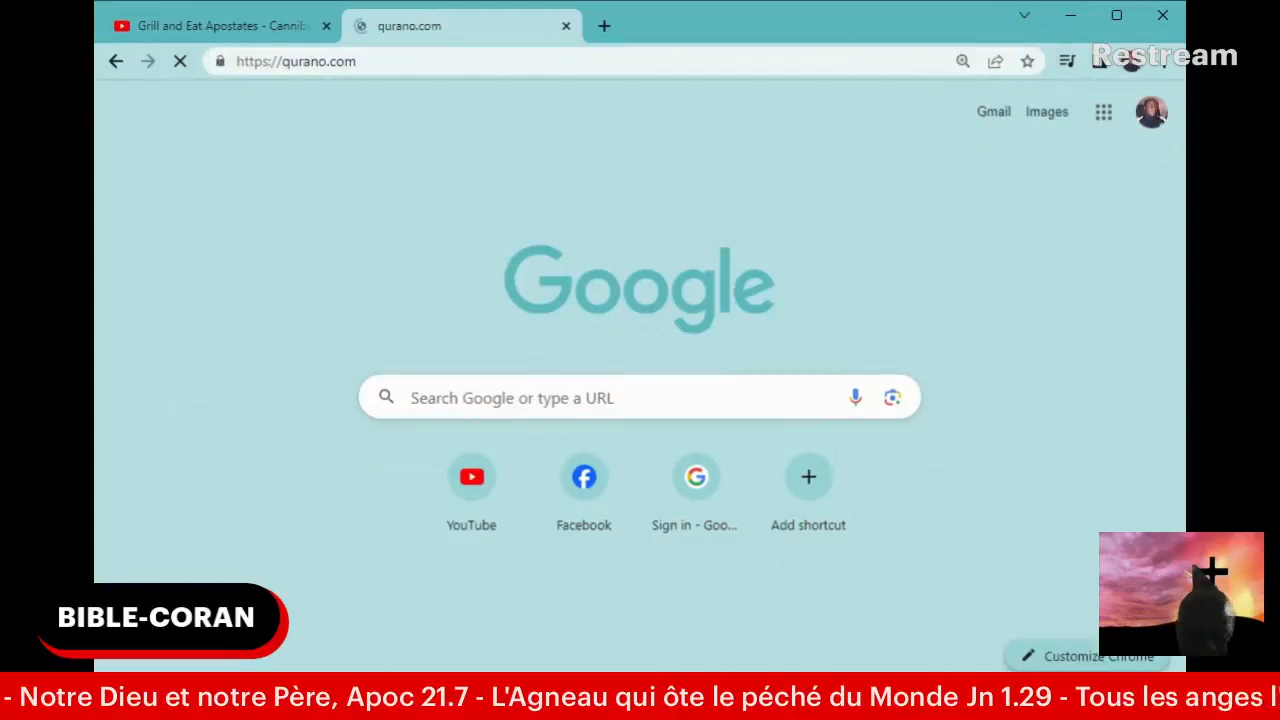 Grill and Eat Apostates - Cannib
qurano.com
https://qurano.com
Restream
Gmail
Images
Google
Search Google or type a URL
YouTube
Facebook
Sign in - Goo...
Add shortcut
BIBLE-CORAN
Customize Chrome
- Notre Dieu et notre Père, Apoc 21.7 - L'Agneau qui ôte le péché du Monde Jn 1.29 - Tous les anges l